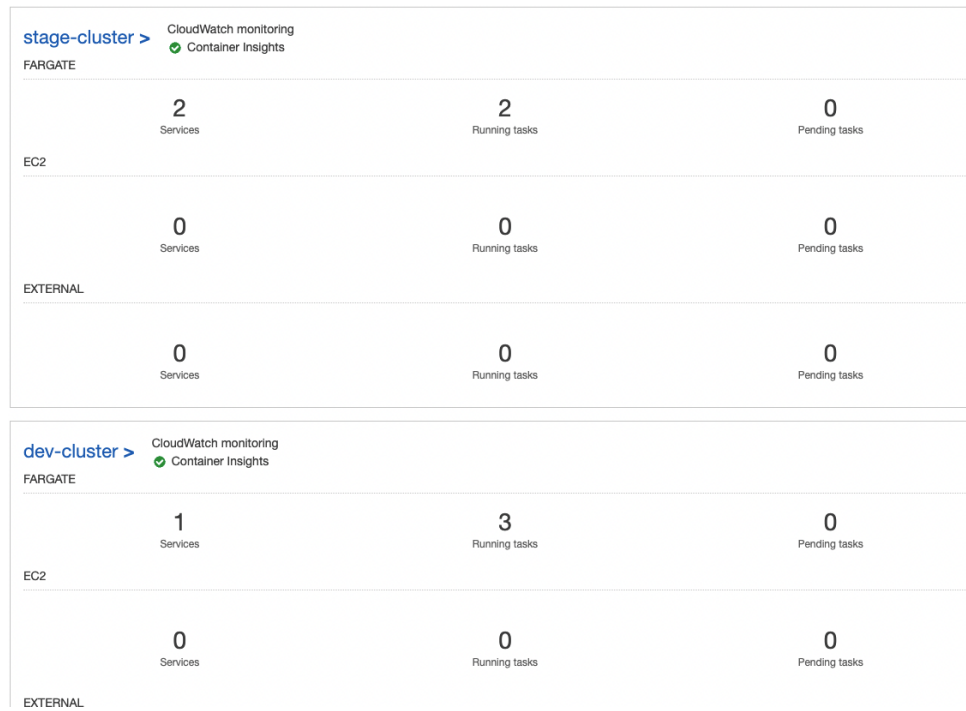 stage-cluster > CloudWatch monitoring
Container Insights
FARGATE
2 2 0
Services Running tasks Pending tasks
EC2
0 0 0
Services Running tasks Pending tasks
EXTERNAL
0 0 0
Services Running tasks Pending tasks
dev-cluster > CloudWatch monitoring
Container Insights
FARGATE
1 3 0
Services Running tasks Pending tasks
EC2
0 0 0
Services Running tasks Pending tasks
EXTERNAL